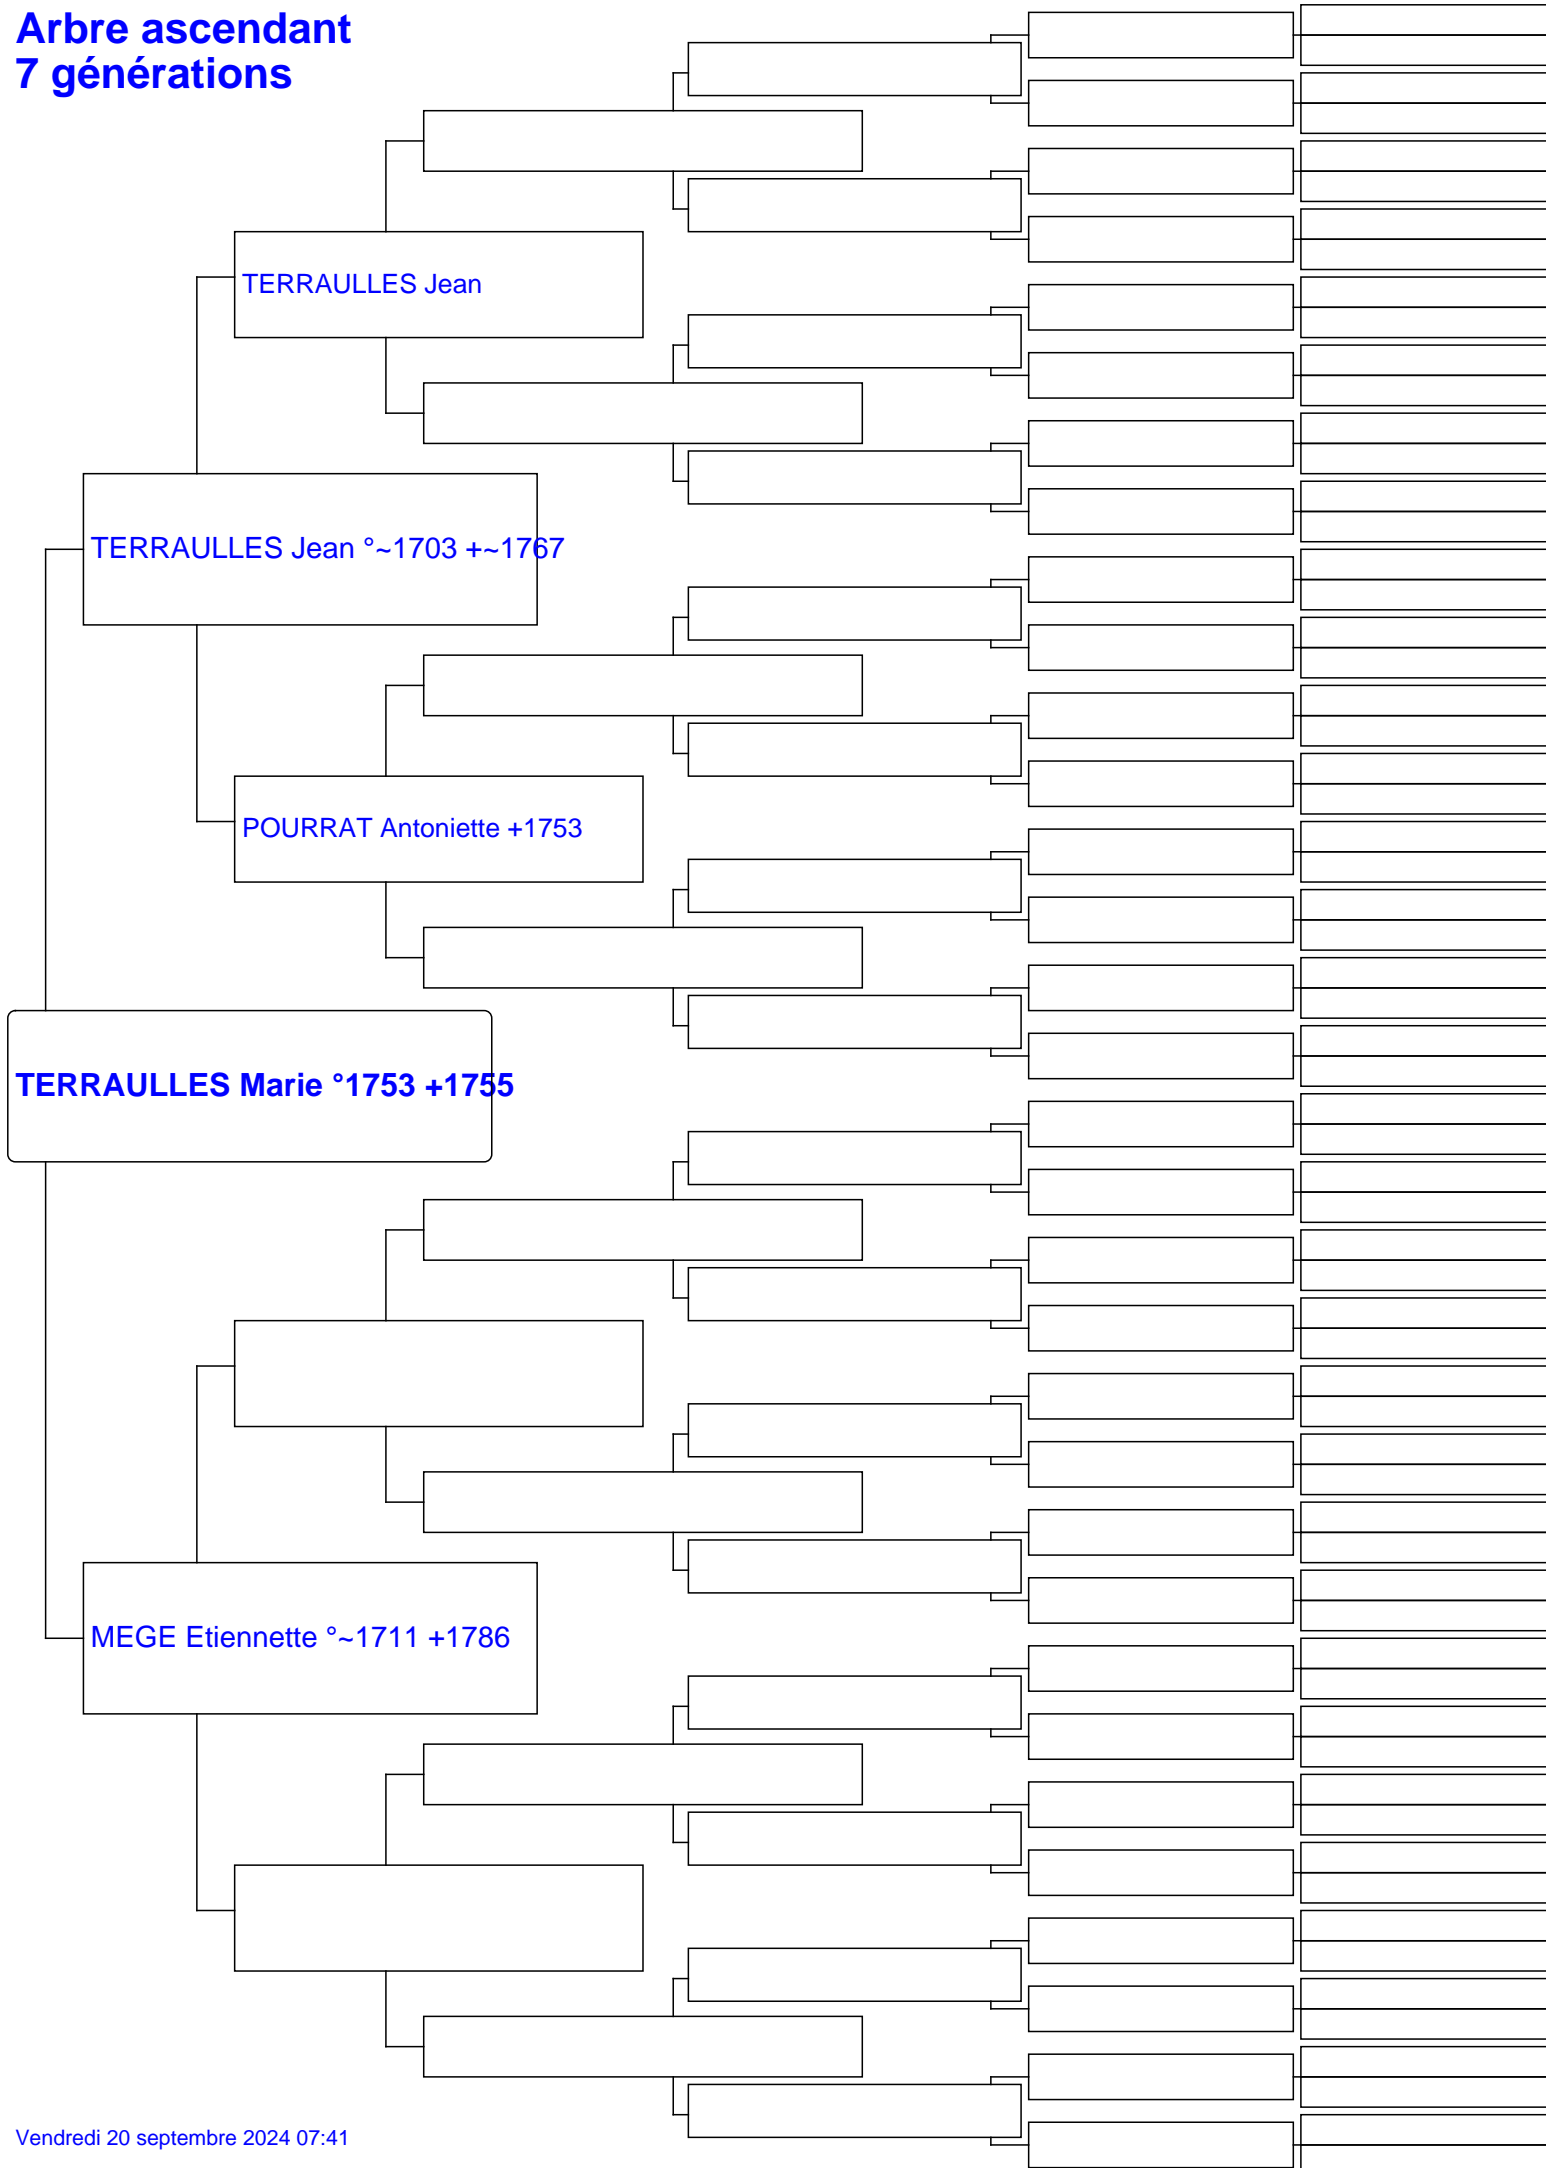 Arbre ascendant
7 générations
TERRAULLES Jean
TERRAULLES Jean °~1703 +~1767
POURRAT Antoniette +1753
TERRAULLES Marie °1753 +1755
MEGE Etiennette °~1711 +1786
Vendredi 20 septembre 2024 07:41